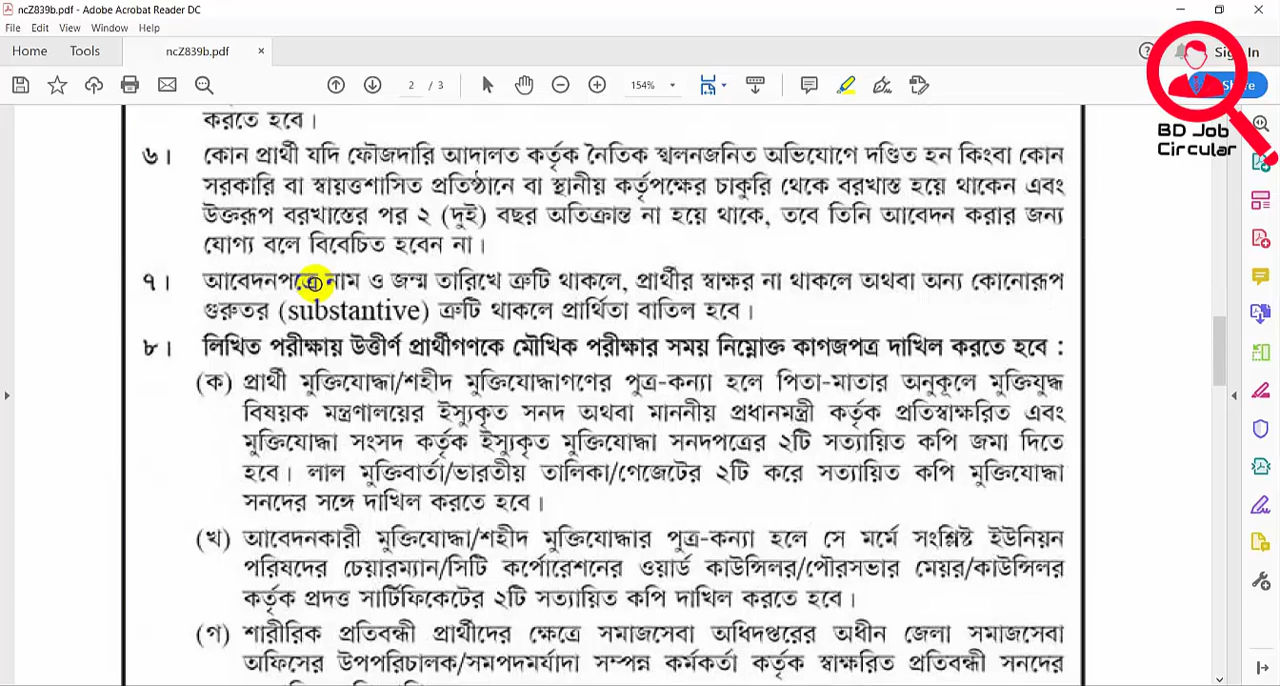 ncZ839b.pdf - Adobe Acrobat Reader DC
File Edit View Window Help
Home Tools ncZ839b.pdf × Sign In
2 / 3 154% Share
BD Job
Circular
করতে হবে।
৬। কোন প্রার্থী যদি ফৌজদারি আদালত কর্তৃক নৈতিক স্খলনজনিত অভিযোগে দণ্ডিত হন কিংবা কোন
সরকারি বা স্বায়ত্তশাসিত প্রতিষ্ঠানে বা স্থানীয় কর্তৃপক্ষের চাকুরি থেকে বরখাস্ত হয়ে থাকেন এবং
উক্তরূপ বরখাস্তের পর ২ (দুই) বছর অতিক্রান্ত না হয়ে থাকে, তবে তিনি আবেদন করার জন্য
যোগ্য বলে বিবেচিত হবেন না।
৭। আবেদনপত্রে নাম ও জন্ম তারিখে ত্রুটি থাকলে, প্রার্থীর স্বাক্ষর না থাকলে অথবা অন্য কোনোরূপ
গুরুতর (substantive) ত্রুটি থাকলে প্রার্থিতা বাতিল হবে।
৮। লিখিত পরীক্ষায় উত্তীর্ণ প্রার্থীগণকে মৌখিক পরীক্ষার সময় নিম্নোক্ত কাগজপত্র দাখিল করতে হবে :
(ক) প্রার্থী মুক্তিযোদ্ধা/শহীদ মুক্তিযোদ্ধাগণের পুত্র-কন্যা হলে পিতা-মাতার অনুকূলে মুক্তিযুদ্ধ
বিষয়ক মন্ত্রণালয়ের ইস্যুকৃত সনদ অথবা মাননীয় প্রধানমন্ত্রী কর্তৃক প্রতিস্বাক্ষরিত এবং
মুক্তিযোদ্ধা সংসদ কর্তৃক ইস্যুকৃত মুক্তিযোদ্ধা সনদপত্রের ২টি সত্যায়িত কপি জমা দিতে
হবে। লাল মুক্তিবার্তা/ভারতীয় তালিকা/গেজেটের ২টি করে সত্যায়িত কপি মুক্তিযোদ্ধা
সনদের সঙ্গে দাখিল করতে হবে।
(খ) আবেদনকারী মুক্তিযোদ্ধা/শহীদ মুক্তিযোদ্ধার পুত্র-কন্যা হলে সে মর্মে সংশ্লিষ্ট ইউনিয়ন
পরিষদের চেয়ারম্যান/সিটি কর্পোরেশনের ওয়ার্ড কাউন্সিলর/পৌরসভার মেয়র/কাউন্সিলর
কর্তৃক প্রদত্ত সার্টিফিকেটের ২টি সত্যায়িত কপি দাখিল করতে হবে।
(গ) শারীরিক প্রতিবন্ধী প্রার্থীদের ক্ষেত্রে সমাজসেবা অধিদপ্তরের অধীন জেলা সমাজসেবা
অফিসের উপপরিচালক/সমপদমর্যাদা সম্পন্ন কর্মকর্তা কর্তৃক স্বাক্ষরিত প্রতিবন্ধী সনদের